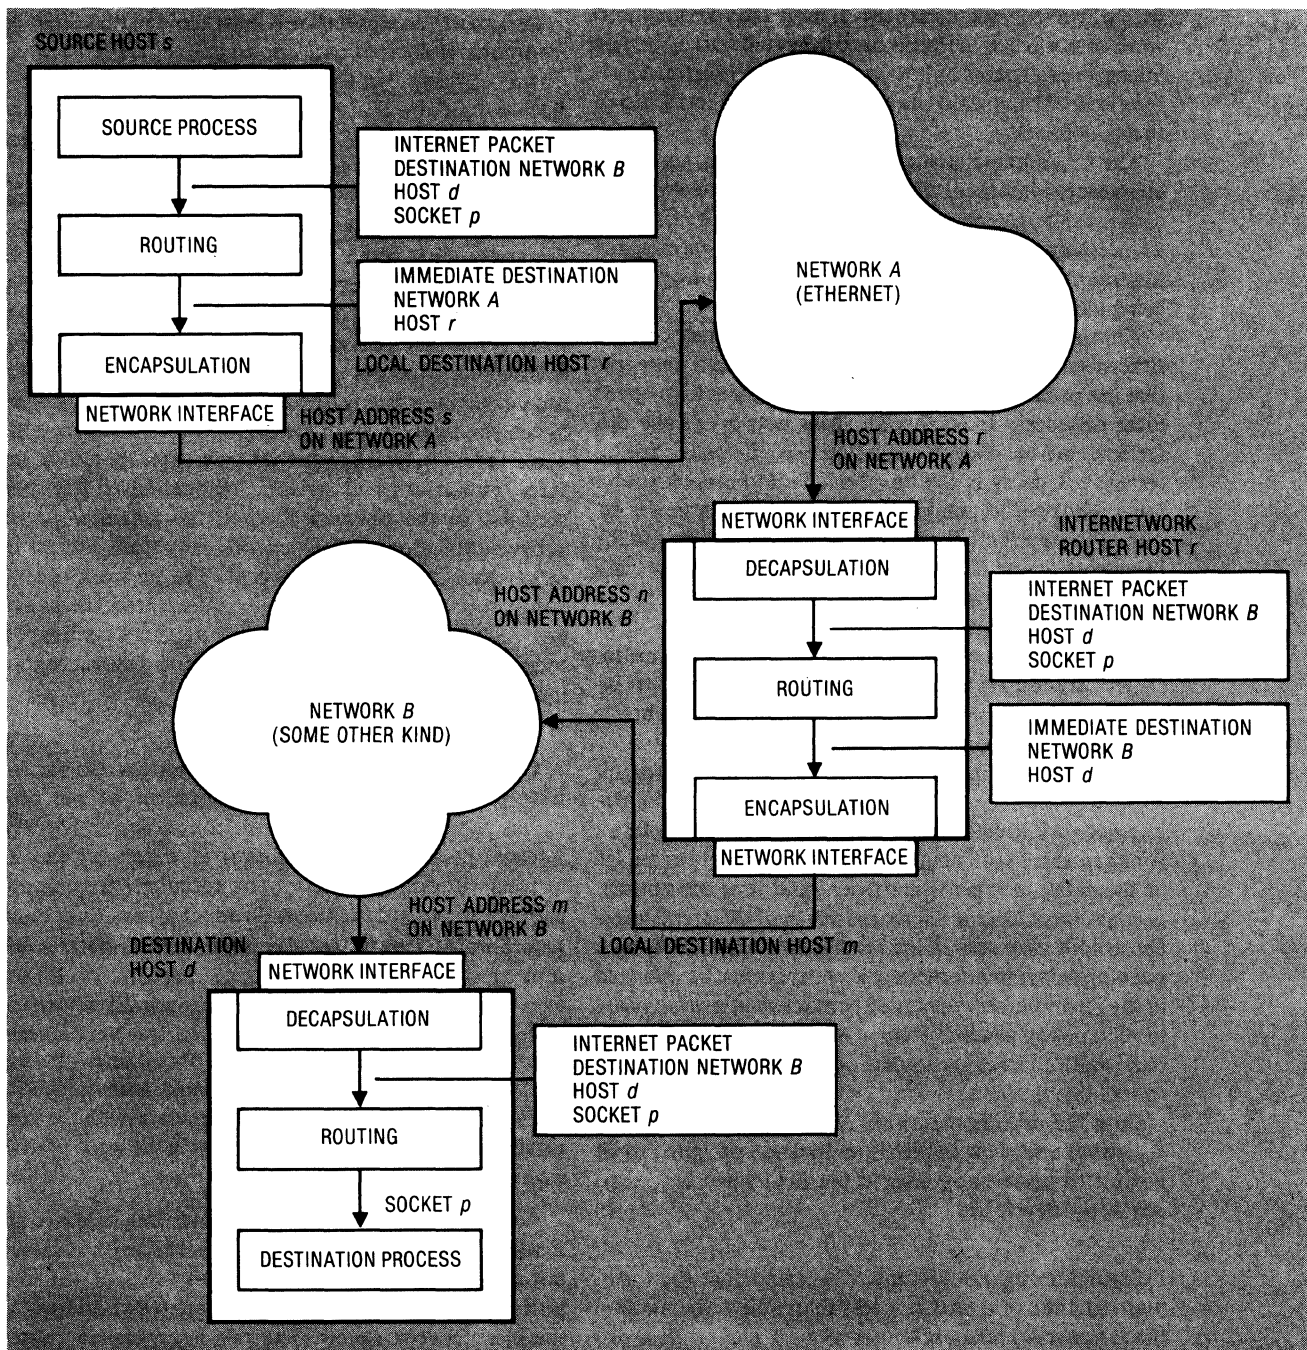 SOURCE HOST s
SOURCE PROCESS
INTERNET PACKET
DESTINATION NETWORK B
HOST d
SOCKET p
ROUTING
IMMEDIATE DESTINATION
NETWORK A
HOST r
ENCAPSULATION
LOCAL DESTINATION HOST r
NETWORK INTERFACE
HOST ADDRESS s
ON NETWORK A
NETWORK A
(ETHERNET)
HOST ADDRESS r
ON NETWORK A
NETWORK INTERFACE
INTERNETWORK
ROUTER HOST r
DECAPSULATION
INTERNET PACKET
DESTINATION NETWORK B
HOST d
SOCKET p
ROUTING
IMMEDIATE DESTINATION
NETWORK B
HOST d
ENCAPSULATION
NETWORK INTERFACE
HOST ADDRESS n
ON NETWORK B
NETWORK B
(SOME OTHER KIND)
LOCAL DESTINATION HOST m
HOST ADDRESS m
ON NETWORK B
DESTINATION
HOST d
NETWORK INTERFACE
DECAPSULATION
INTERNET PACKET
DESTINATION NETWORK B
HOST d
SOCKET p
ROUTING
SOCKET p
DESTINATION PROCESS